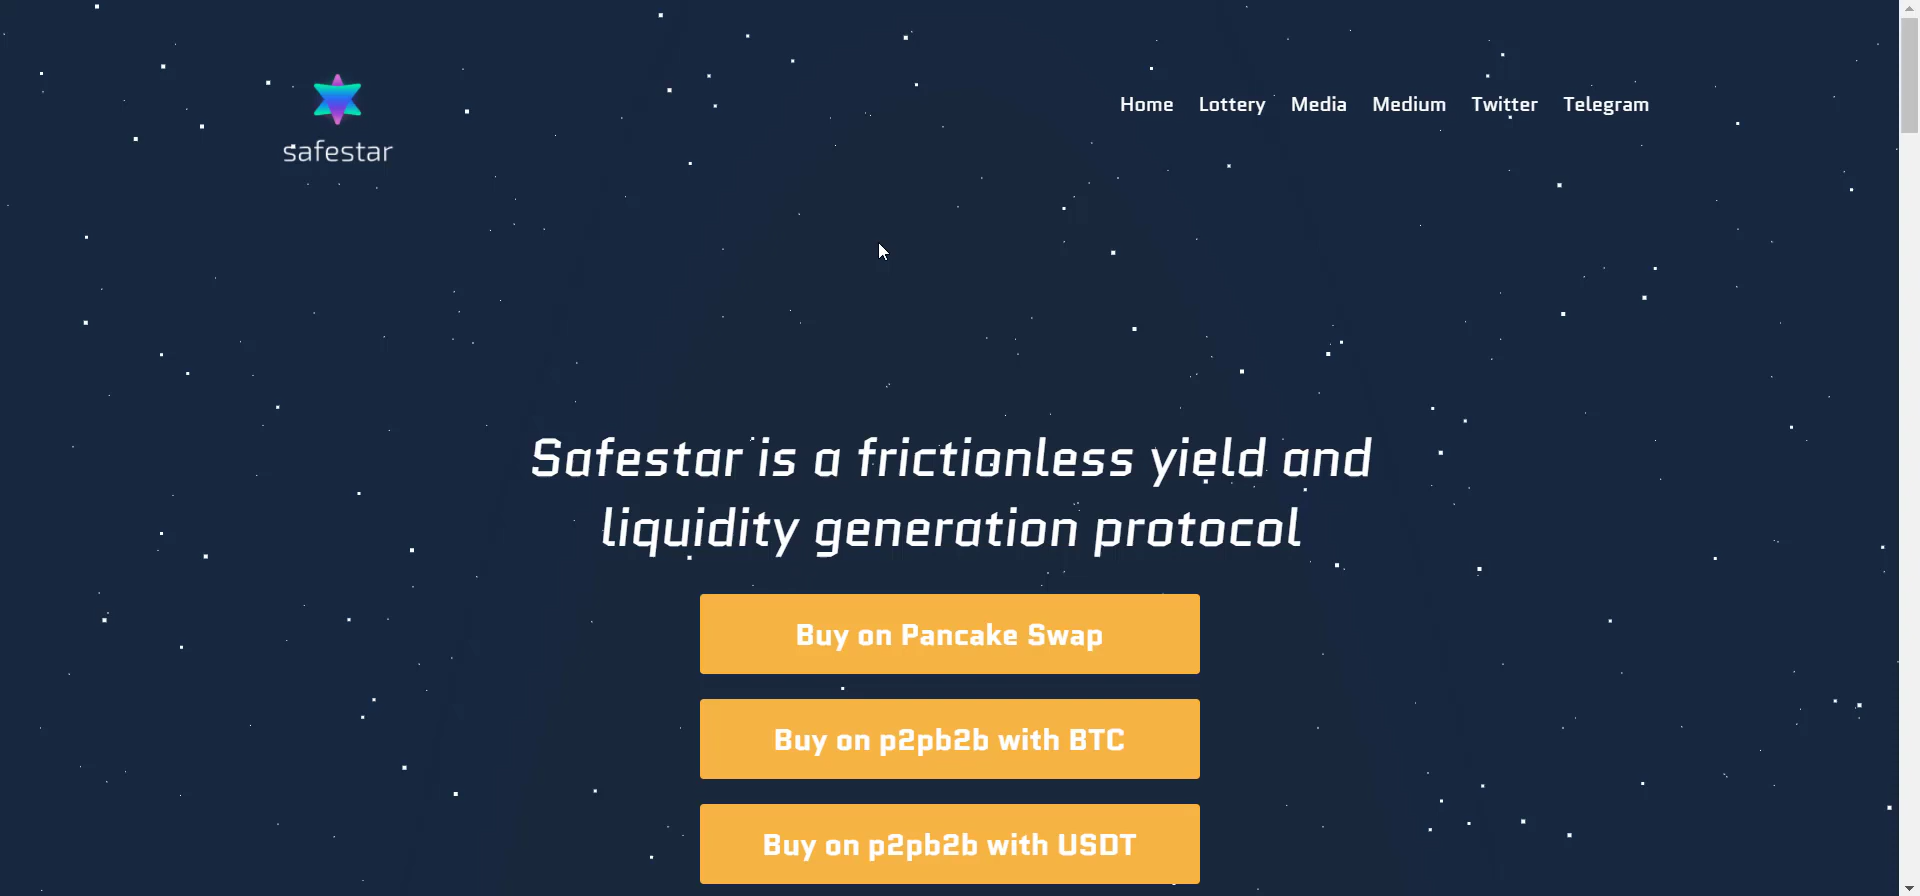 safestar
Home Lottery Media Medium Twitter Telegram
Safestar is a frictionless yield and
liquidity generation protocol
Buy on Pancake Swap
Buy on p2pb2b with BTC
Buy on p2pb2b with USDT